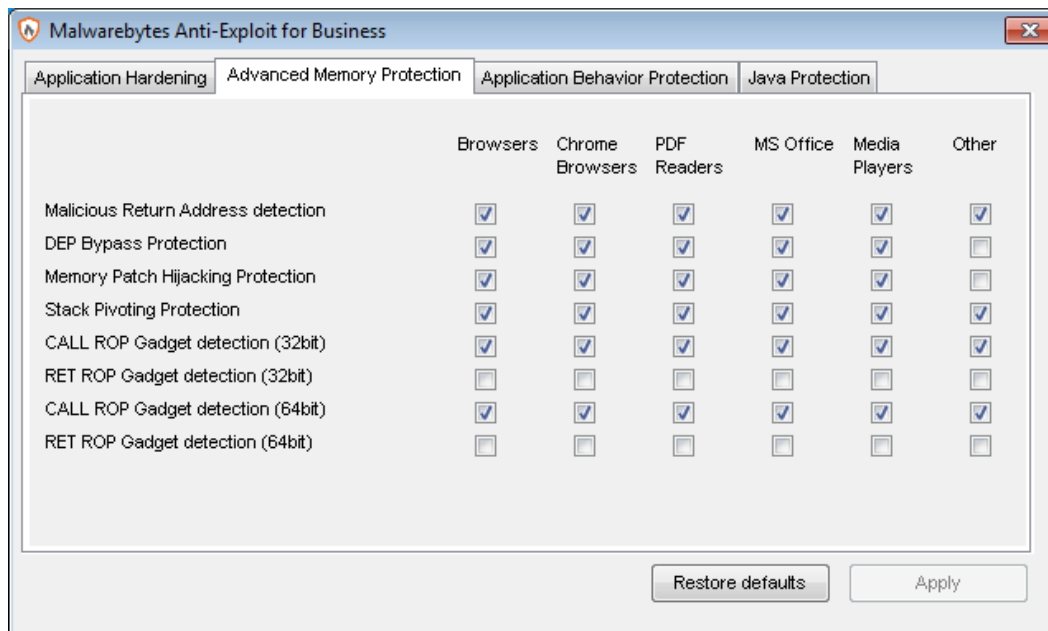 Malwarebytes Anti-Exploit for Business
Application Hardening Advanced Memory Protection Application Behavior Protection Java Protection
Browsers Chrome Browsers PDF Readers MS Office Media Players Other
Malicious Return Address detection
DEP Bypass Protection
Memory Patch Hijacking Protection
Stack Pivoting Protection
CALL ROP Gadget detection (32bit)
RET ROP Gadget detection (32bit)
CALL ROP Gadget detection (64bit)
RET ROP Gadget detection (64bit)
Restore defaults Apply